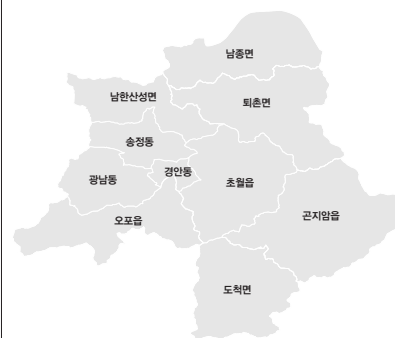 남종면
남한산성면
퇴촌면
송정동
경안동
광남동
초월읍
오포읍
곤지암읍
도척면